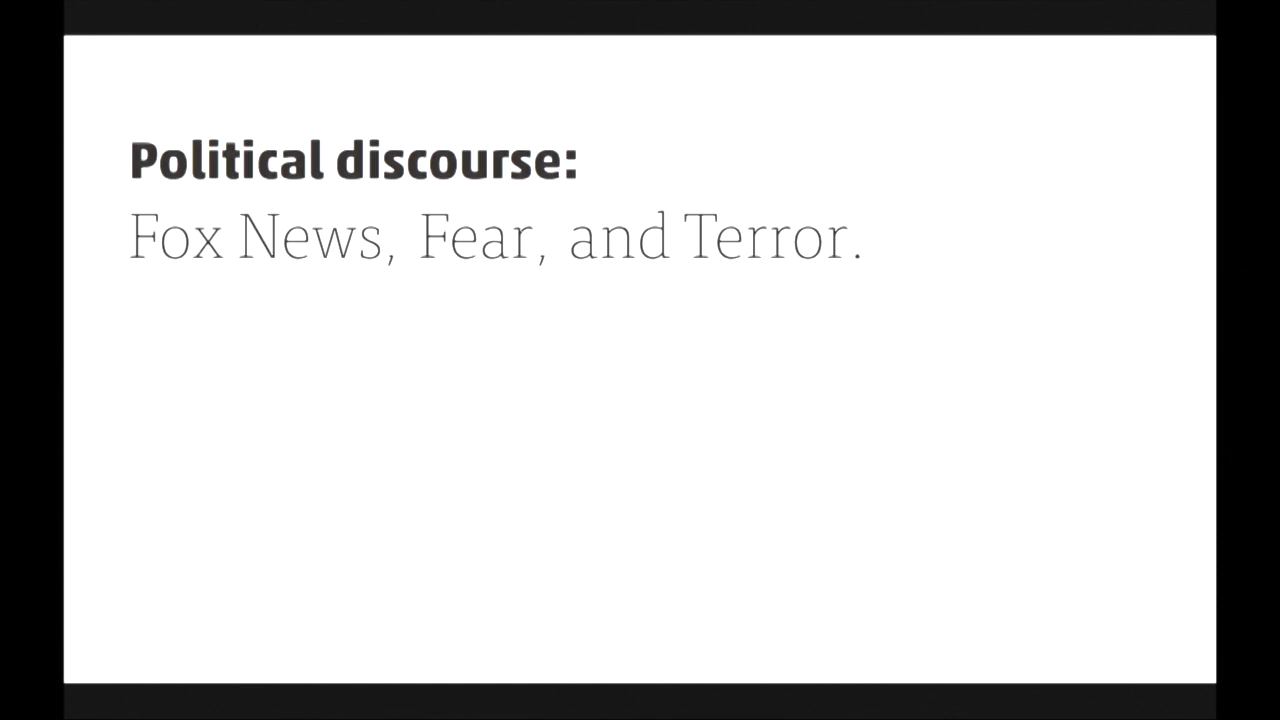 Political discourse:
Fox News, Fear, and Terror.